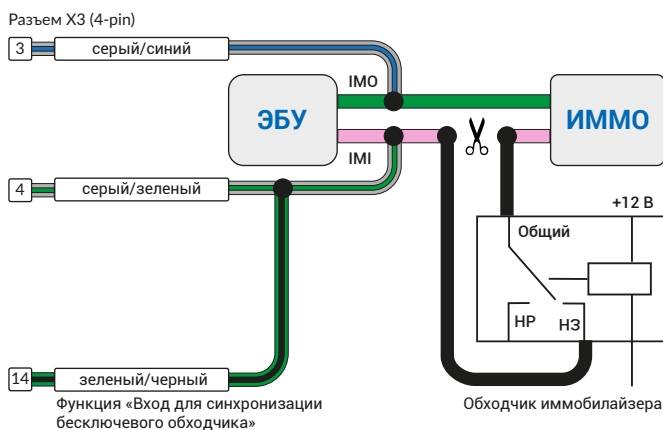 Разъем X3 (4-pin)
3
серый/синий
IMO
ЭБУ
ИММО
IMI
4
серый/зеленый
+12 В
Общий
НР
НЗ
14
зеленый/черный
Функция «Вход для синхронизации
бесключевого обходчика»
Обходчик иммобилайзера